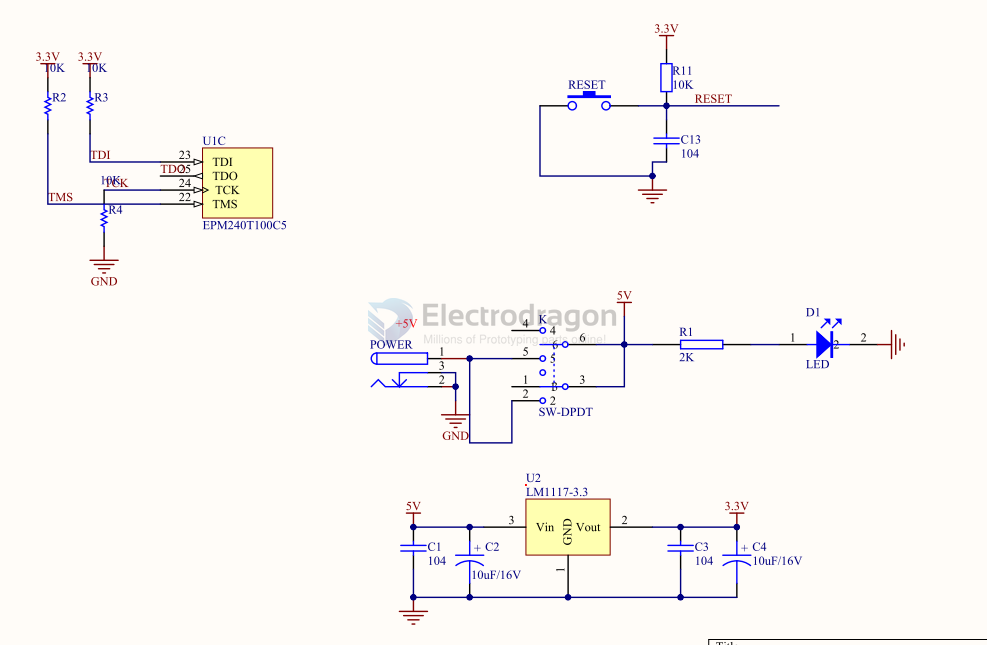 3.3V
3.3V
10K
10K
R2
R3
TDI
TDO
TCK
10K
TMS
R4
GND
U1C
23
25
24
22
TDI
TDO
TCK
TMS
EPM240T100C5
3.3V
R11
10K
RESET
RESET
C13
104
Electrodragon
Millions of Prototyping parts online!
+5V
POWER
1
3
2
GND
K
4
4
6
6
5
5
1
3
3
2
2
SW-DPDT
5V
R1
2K
D1
1
2
2
LED
U2
LM1117-3.3
5V
3
Vin
GND
Vout
2
1
3.3V
C1
104
+
C2
10uF/16V
C3
104
+
C4
10uF/16V
Title